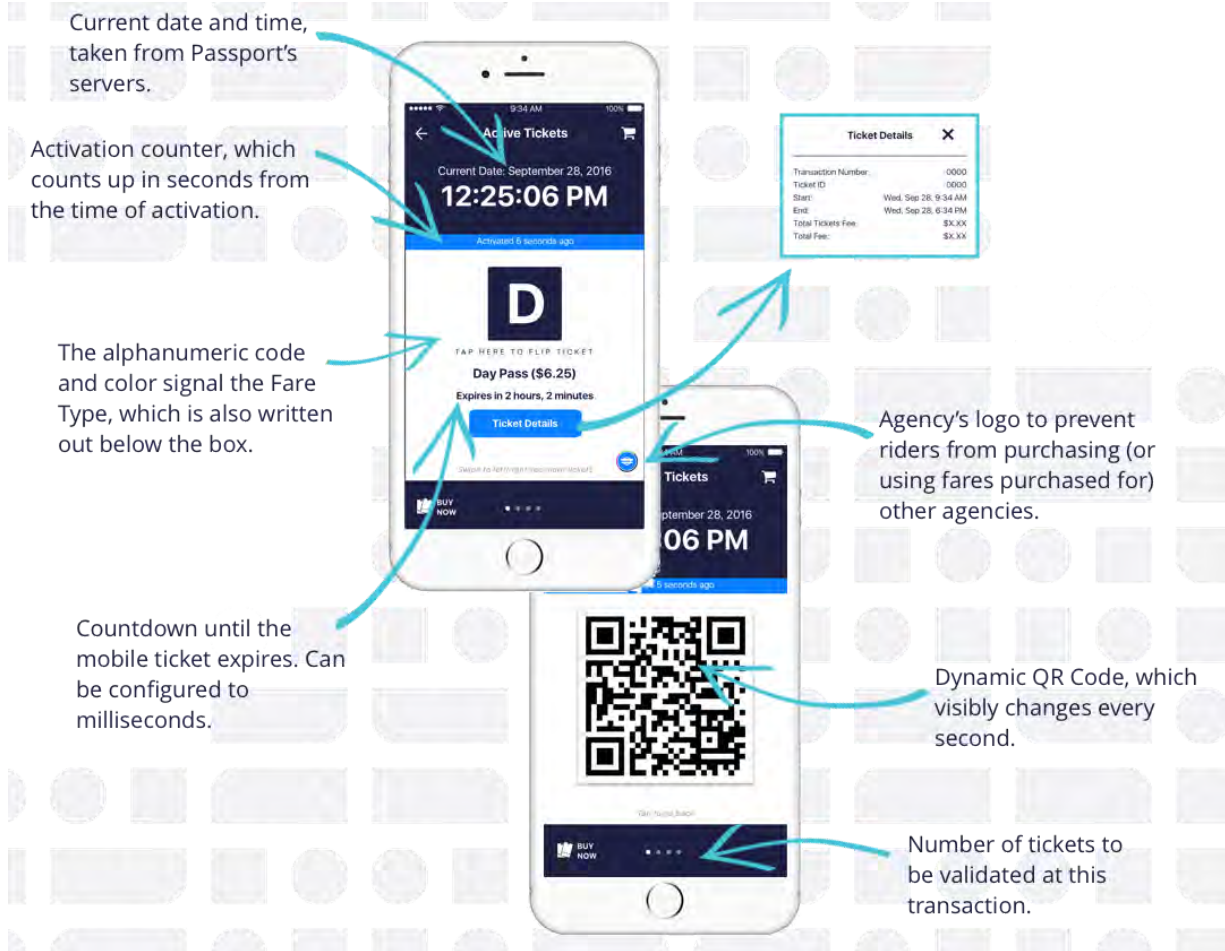 Current date and time,
taken from Passport's
servers.
Activation counter, which
counts up in seconds from
the time of activation.
The alphanumeric code
and color signal the Fare
Type, which is also written
out below the box.
Countdown until the
mobile ticket expires. Can
be configured to
milliseconds.
9:34 AM 100%
Active Tickets
Current Date: September 28, 2016
12:25:06 PM
Activated 6 seconds ago
D
TAP HERE TO FLIP TICKET
Day Pass ($6.25)
Expires in 2 hours, 2 minutes
Ticket Details
BUY
NOW
Ticket Details X
Transaction Number: 0000
Ticket ID 0000
Start: Wed, Sep 28, 9:34 AM
End: Wed, Sep 28, 6:34 PM
Total Tickets Fee: $X.XX
Total Fee: $X.XX
Agency's logo to prevent
riders from purchasing (or
using fares purchased for)
other agencies.
AM 100%
Tickets
ptember 28, 2016
:06 PM
seconds ago
BUY
NOW
Dynamic QR Code, which
visibly changes every
second.
Number of tickets to
be validated at this
transaction.